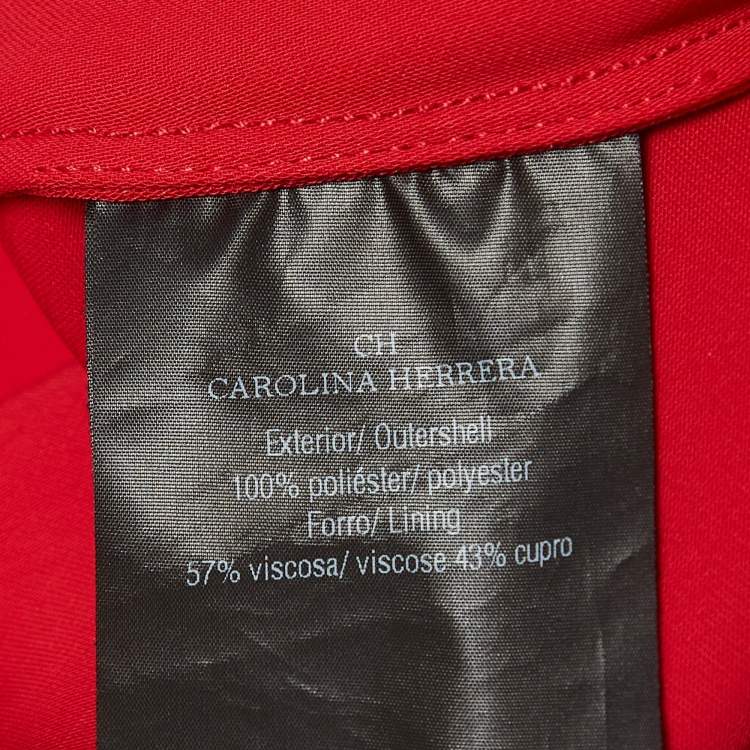 CH
CAROLINA HERRERA
Exterior/ Outershell
100% poliéster/ polyester
Forro/ Lining
57% viscosa/ viscose 43% cupro